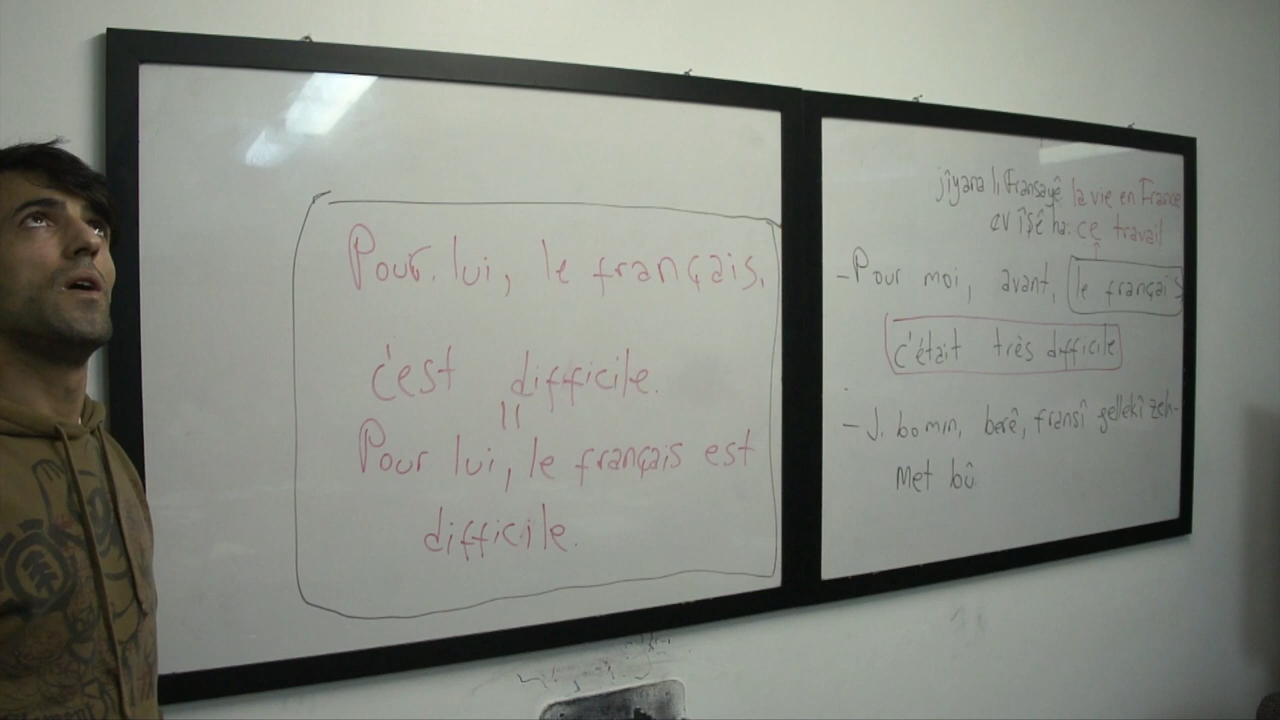 Pour lui, le français,
c'est difficile.
=
Pour lui, le français est
difficile.
jîyana li Fransayê la vie en France
ev îşê ha: ce travail
-Pour moi, avant, le français
c'était très difficile
- J. bo min, berê, fransî gellekî zeh-
met bû